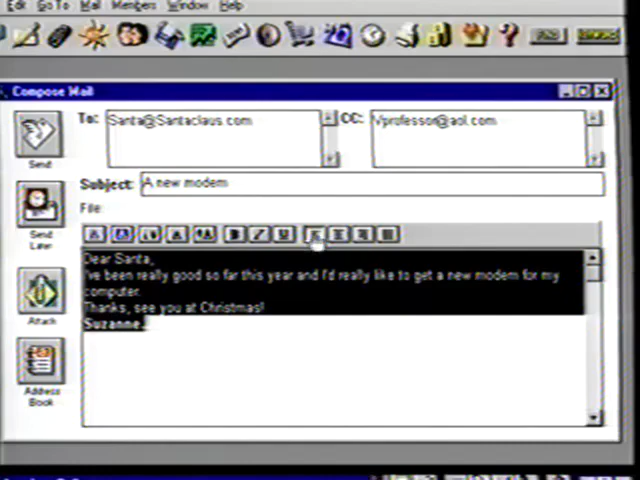 Edit Go To Mail Members Window Help
Compose Mail
To: Santa@Santaclaus.com CC: Vprofessor@aol.com
Send
Subject: A new modem
File:
Send Later
Dear Santa,
I've been really good so far this year and I'd really like to get a new modem for my
computer.
Thanks, see you at Christmas!
Suzanne
Attach
Address
Book